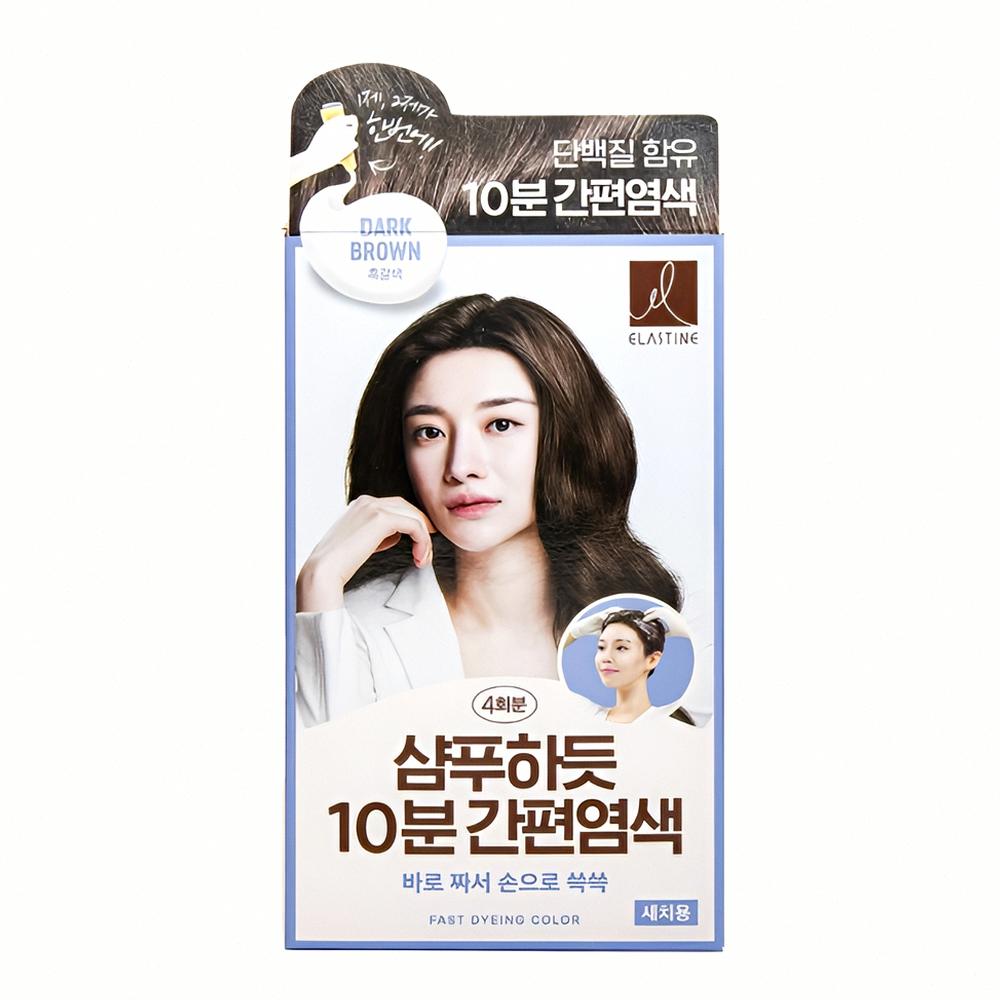 1제, 2제가
한번에!!
단백질 함유
10분 간편염색
DARK
BROWN
흑갈색
el
ELASTINE
4회분
샴푸하듯
10분 간편염색
바로 짜서 손으로 쓱쓱
FAST DYEING COLOR
새치용